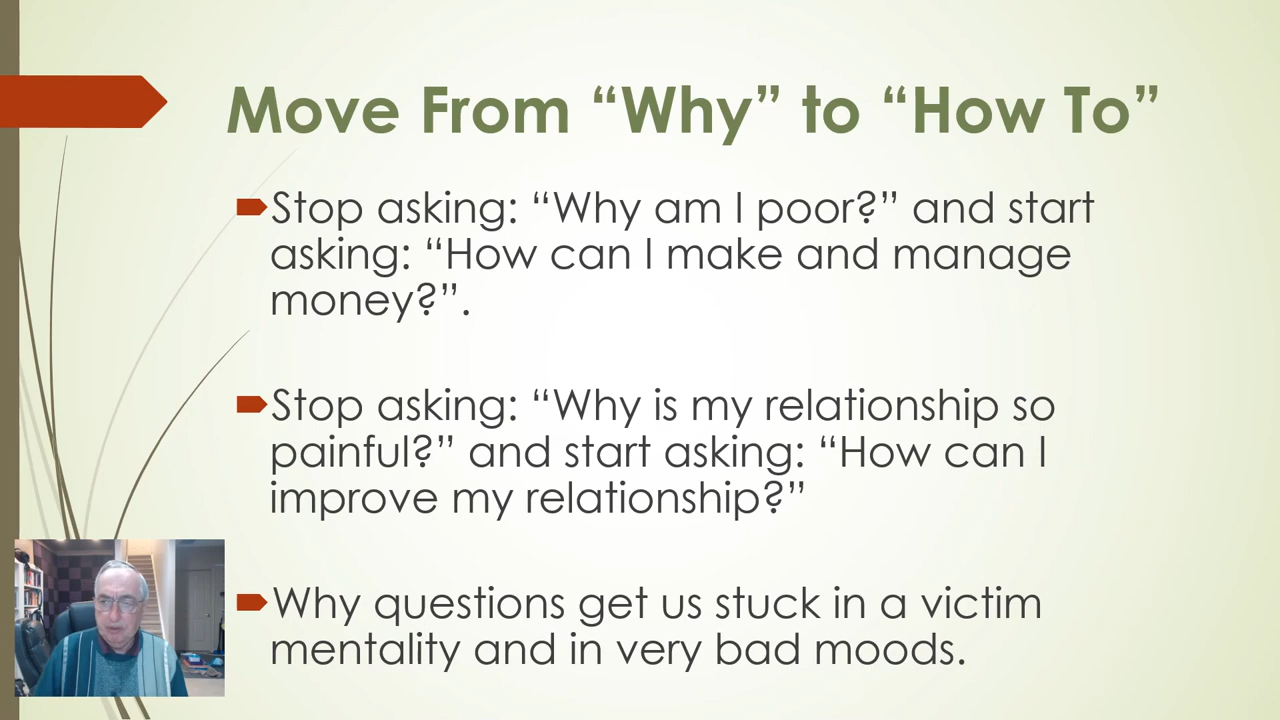 Move From “Why” to “How To”
Stop asking: “Why am I poor?” and start
asking: “How can I make and manage
money?”.
Stop asking: “Why is my relationship so
painful?” and start asking: “How can I
improve my relationship?”
Why questions get us stuck in a victim
mentality and in very bad moods.